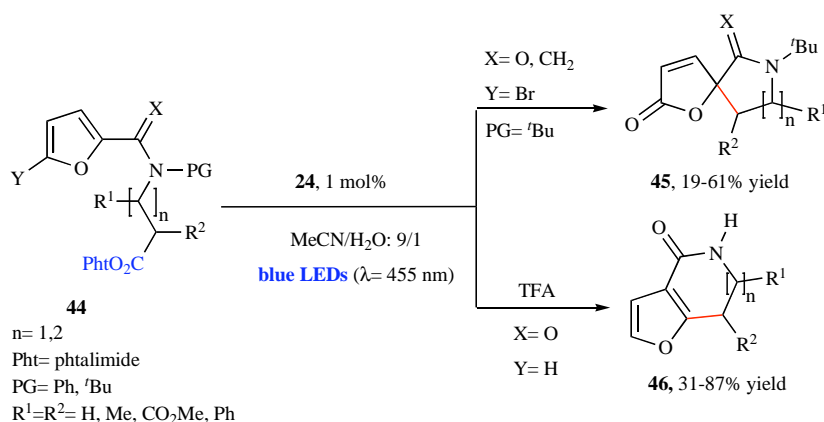 X
Y
O
N
PG
R¹
n
R²
PhtO₂C
44
n= 1,2
Pht= phtalimide
PG= Ph, ᵗBu
R¹=R²= H, Me, CO₂Me, Ph
24, 1 mol%
MeCN/H₂O: 9/1
blue LEDs (λ= 455 nm)
X= O, CH₂
Y= Br
PG= ᵗBu
X
ᵗBu
N
O
O
R¹
n
R²
45, 19-61% yield
TFA
X= O
Y= H
H
O
N
R¹
n
O
R²
46, 31-87% yield